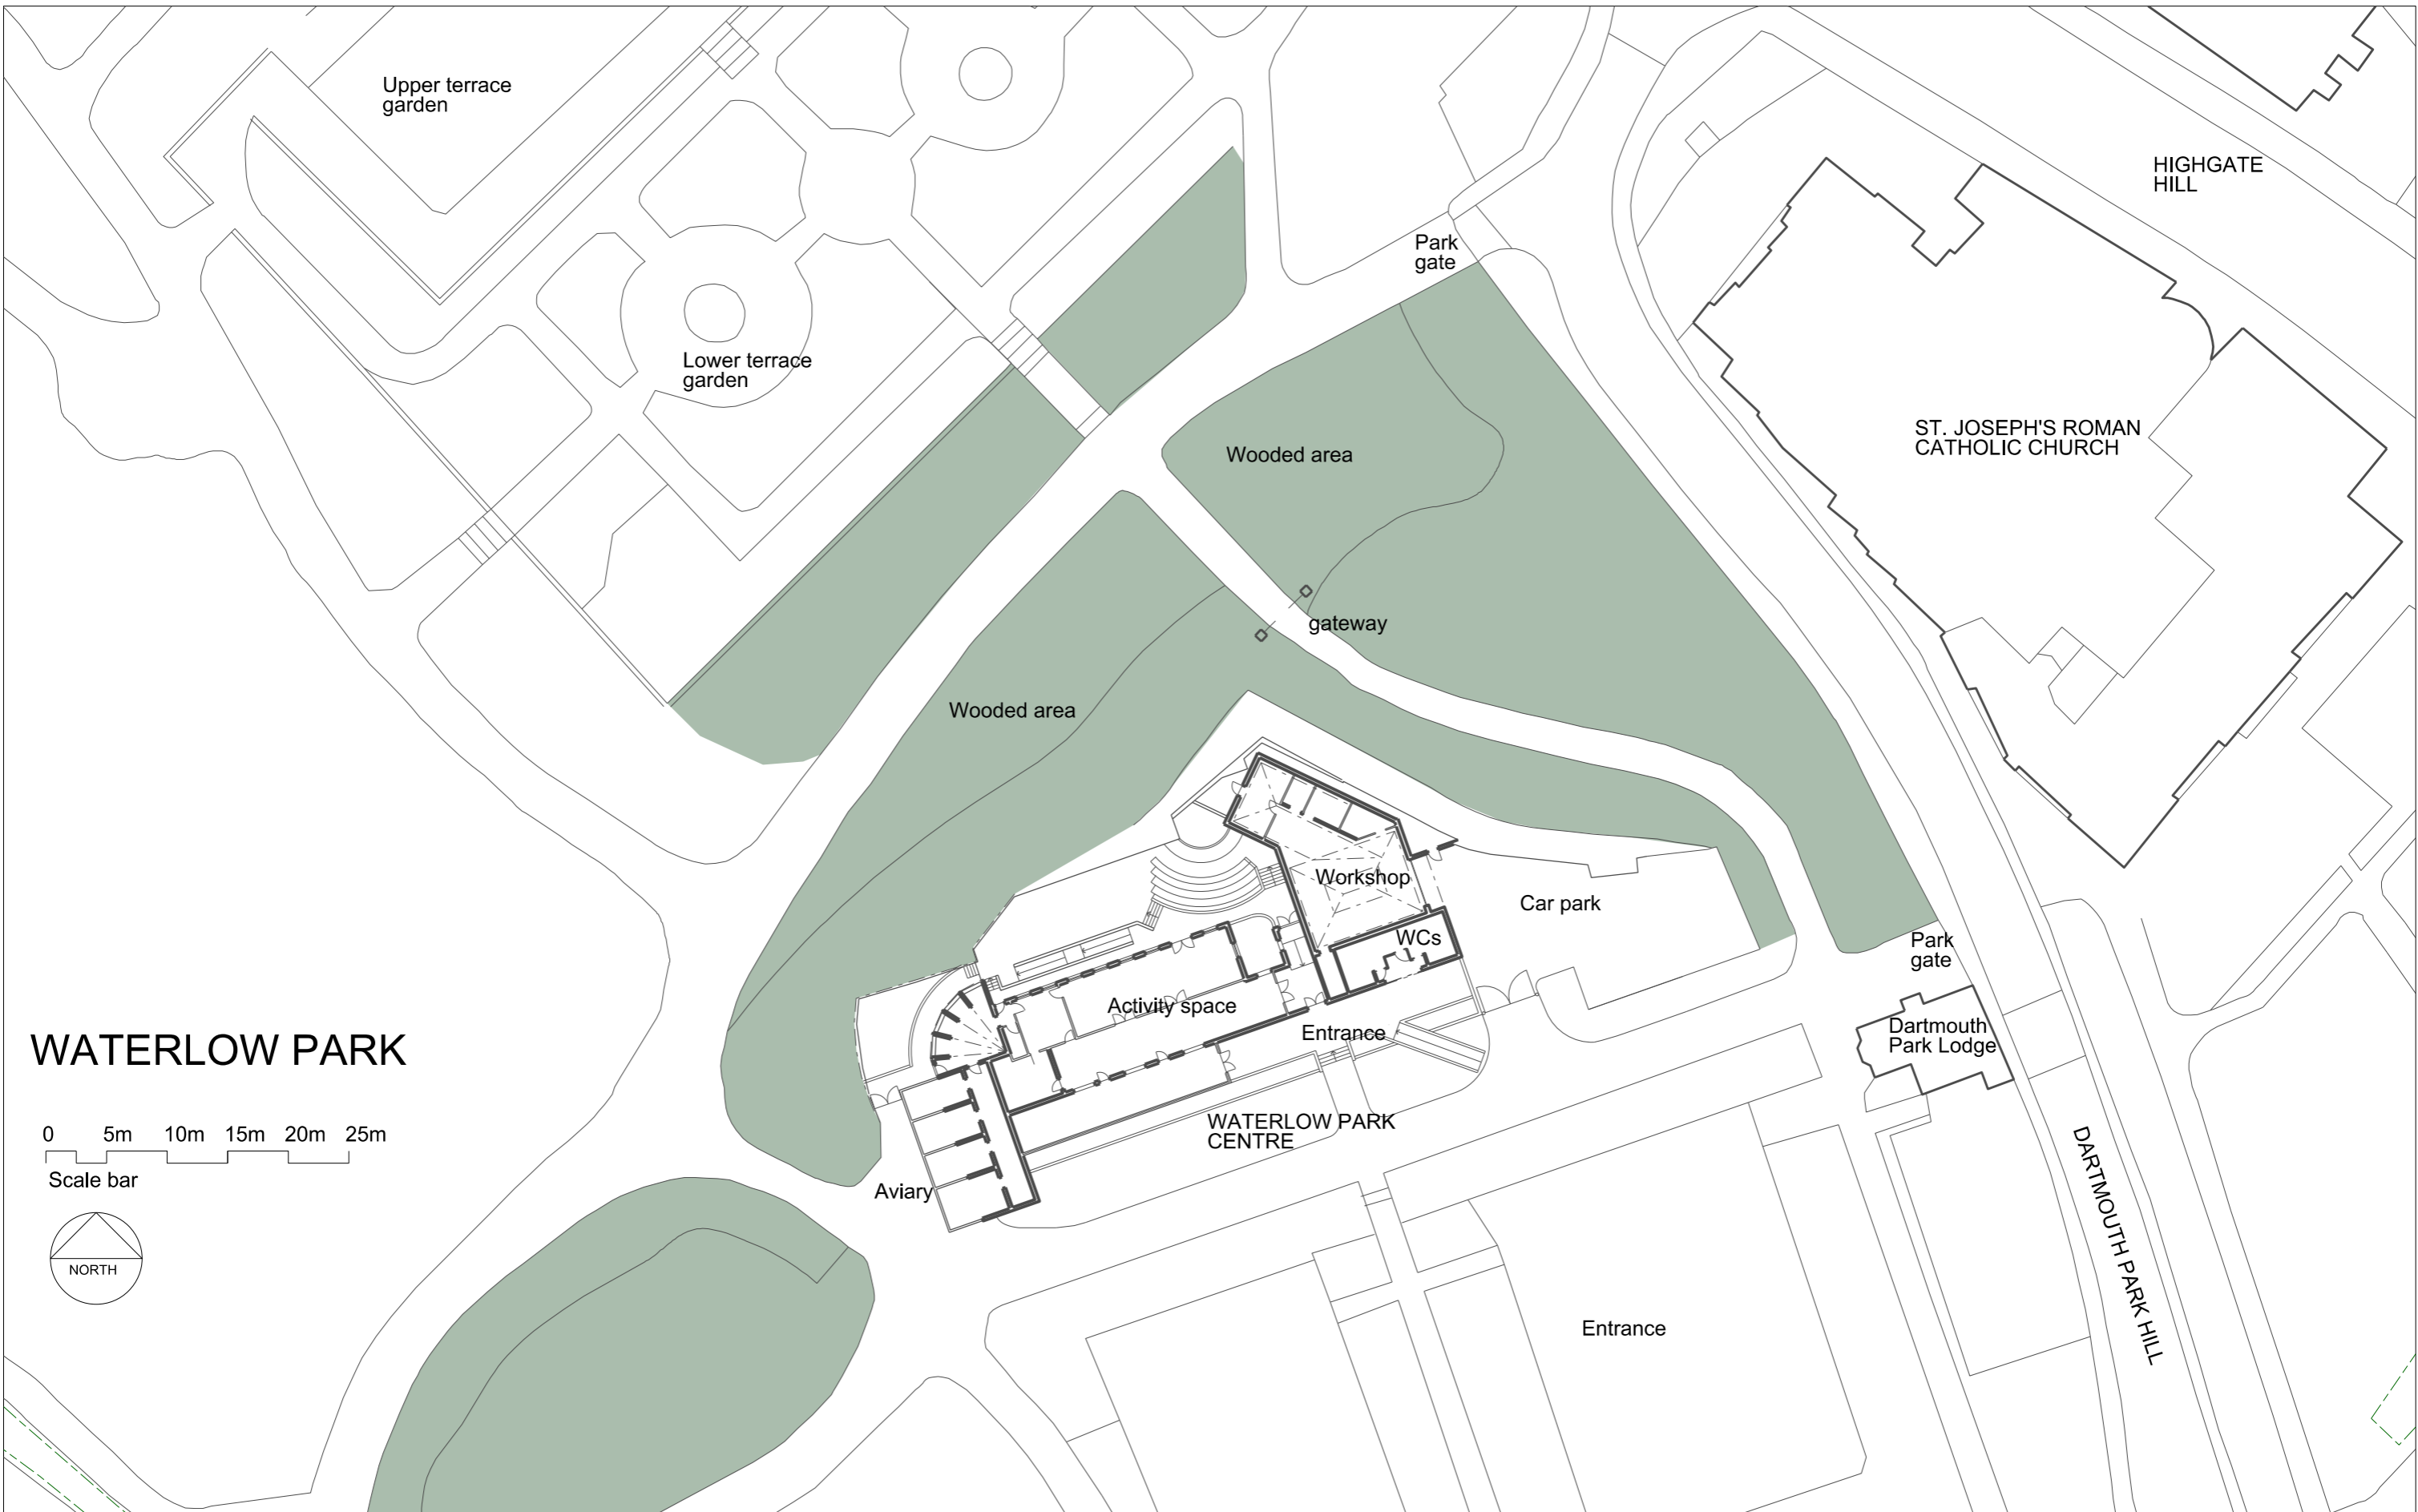 Upper terrace
garden
HIGHGATE
HILL
Park
gate
Lower terrace
garden
ST. JOSEPH'S ROMAN
CATHOLIC CHURCH
Wooded area
gateway
Wooded area
Workshop
Car park
WCs
Park
gate
Activity space
Entrance
Dartmouth
Park Lodge
WATERLOW PARK
WATERLOW PARK
CENTRE
0 5m 10m 15m 20m 25m
Scale bar
Aviary
NORTH
DARTMOUTH PARK HILL
Entrance